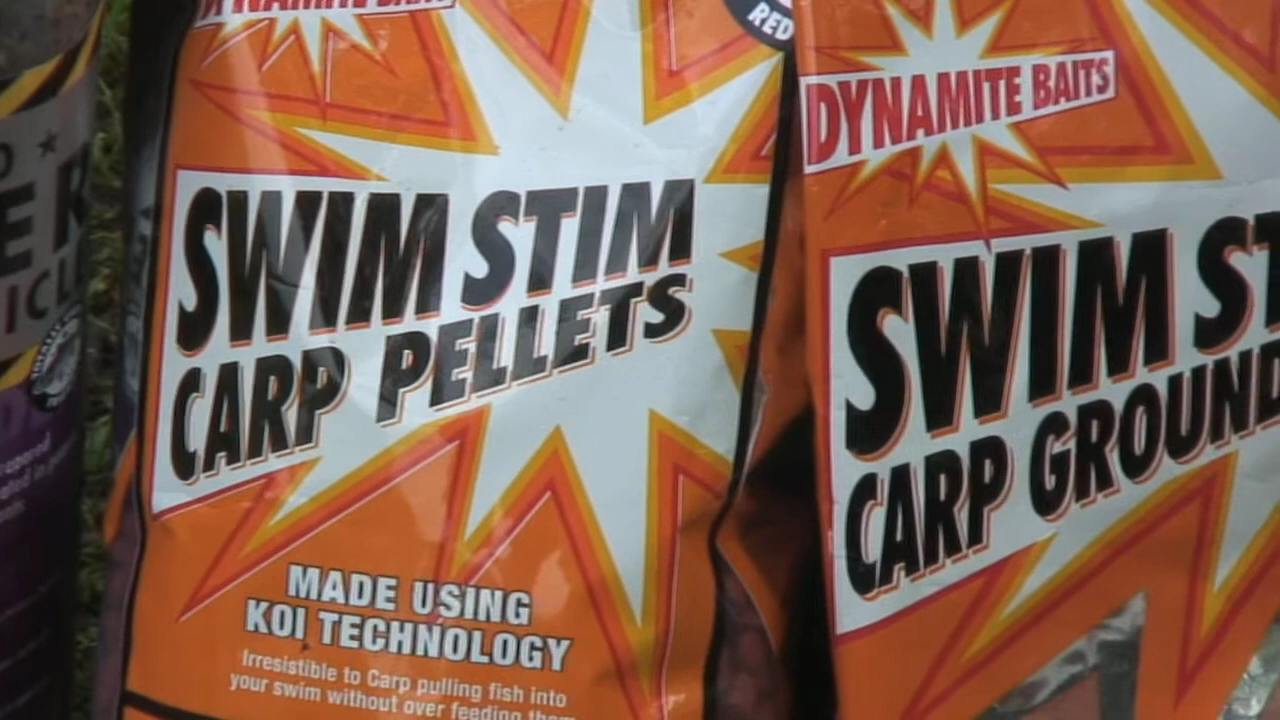 DYNAMITE BAITS
RED
SWIM STIM
CARP PELLETS
MADE USING
KOI TECHNOLOGY
Irresistible to Carp pulling fish into
your swim without over feeding them
DYNAMITE BAITS
SWIM ST
CARP GROUND